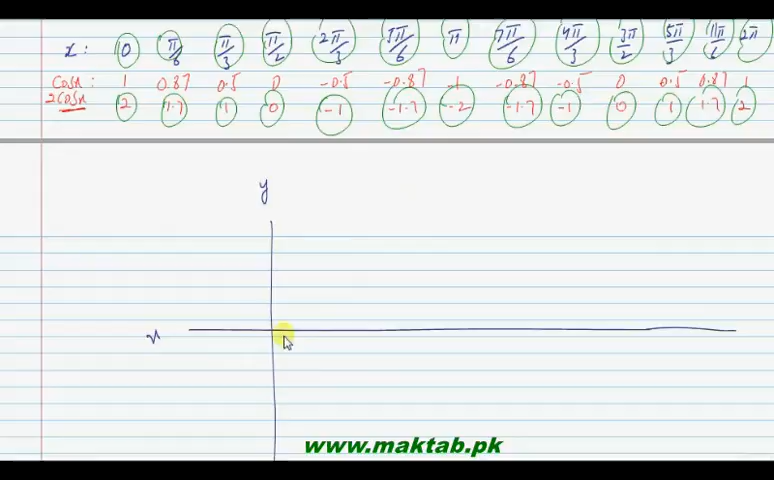 x: 0 π/6 π/3 π/2 2π/3 5π/6 π 7π/6 4π/3 3π/2 5π/3 11π/6 2π
Cosx: 1 0.87 0.5 0 -0.5 -0.87 -1 -0.87 -0.5 0 0.5 0.87 1
2Cosx 2 1.7 1 0 -1 -1.7 -2 -1.7 -1 0 1 1.7 2
y
x
www.maktab.pk